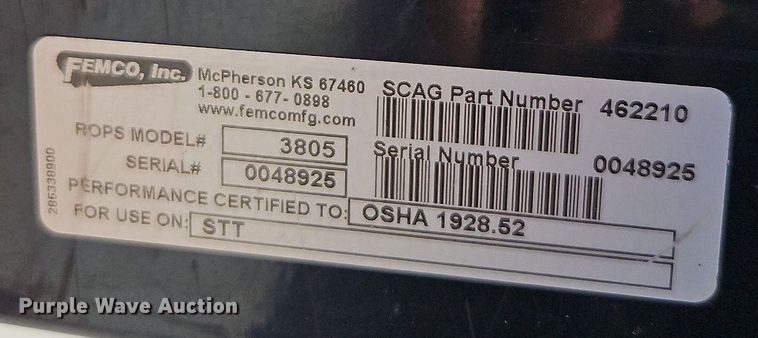 FEMCO, Inc.
McPherson KS 67460
1-800-677-0898
www.femcomfg.com
SCAG Part Number 462210
ROPS MODEL# 3805
Serial Number 0048925
SERIAL# 0048925
PERFORMANCE CERTIFIED TO: OSHA 1928.52
FOR USE ON: STT
286338900
Purple Wave Auction